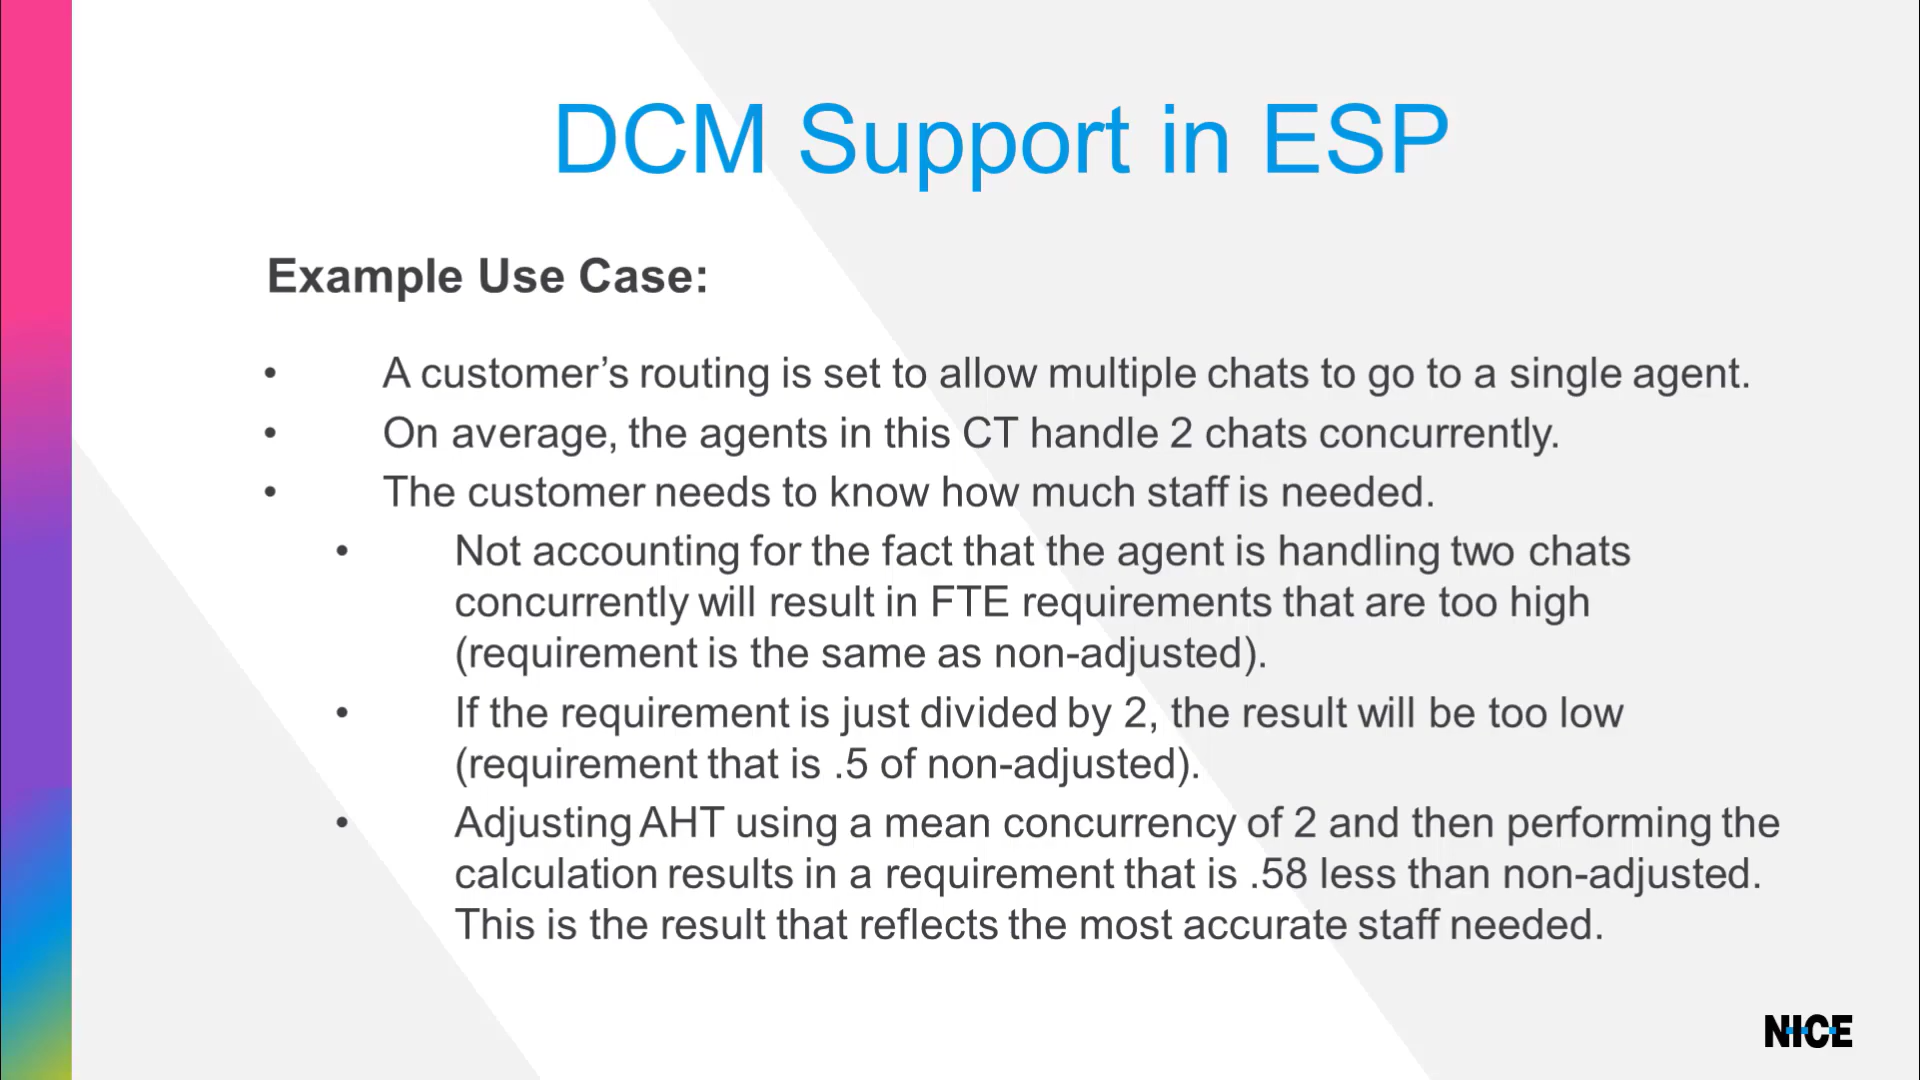 DCM Support in ESP
Example Use Case:
• A customer’s routing is set to allow multiple chats to go to a single agent.
• On average, the agents in this CT handle 2 chats concurrently.
• The customer needs to know how much staff is needed.
• Not accounting for the fact that the agent is handling two chats
concurrently will result in FTE requirements that are too high
(requirement is the same as non-adjusted).
• If the requirement is just divided by 2, the result will be too low
(requirement that is .5 of non-adjusted).
• Adjusting AHT using a mean concurrency of 2 and then performing the
calculation results in a requirement that is .58 less than non-adjusted.
This is the result that reflects the most accurate staff needed.
NICE